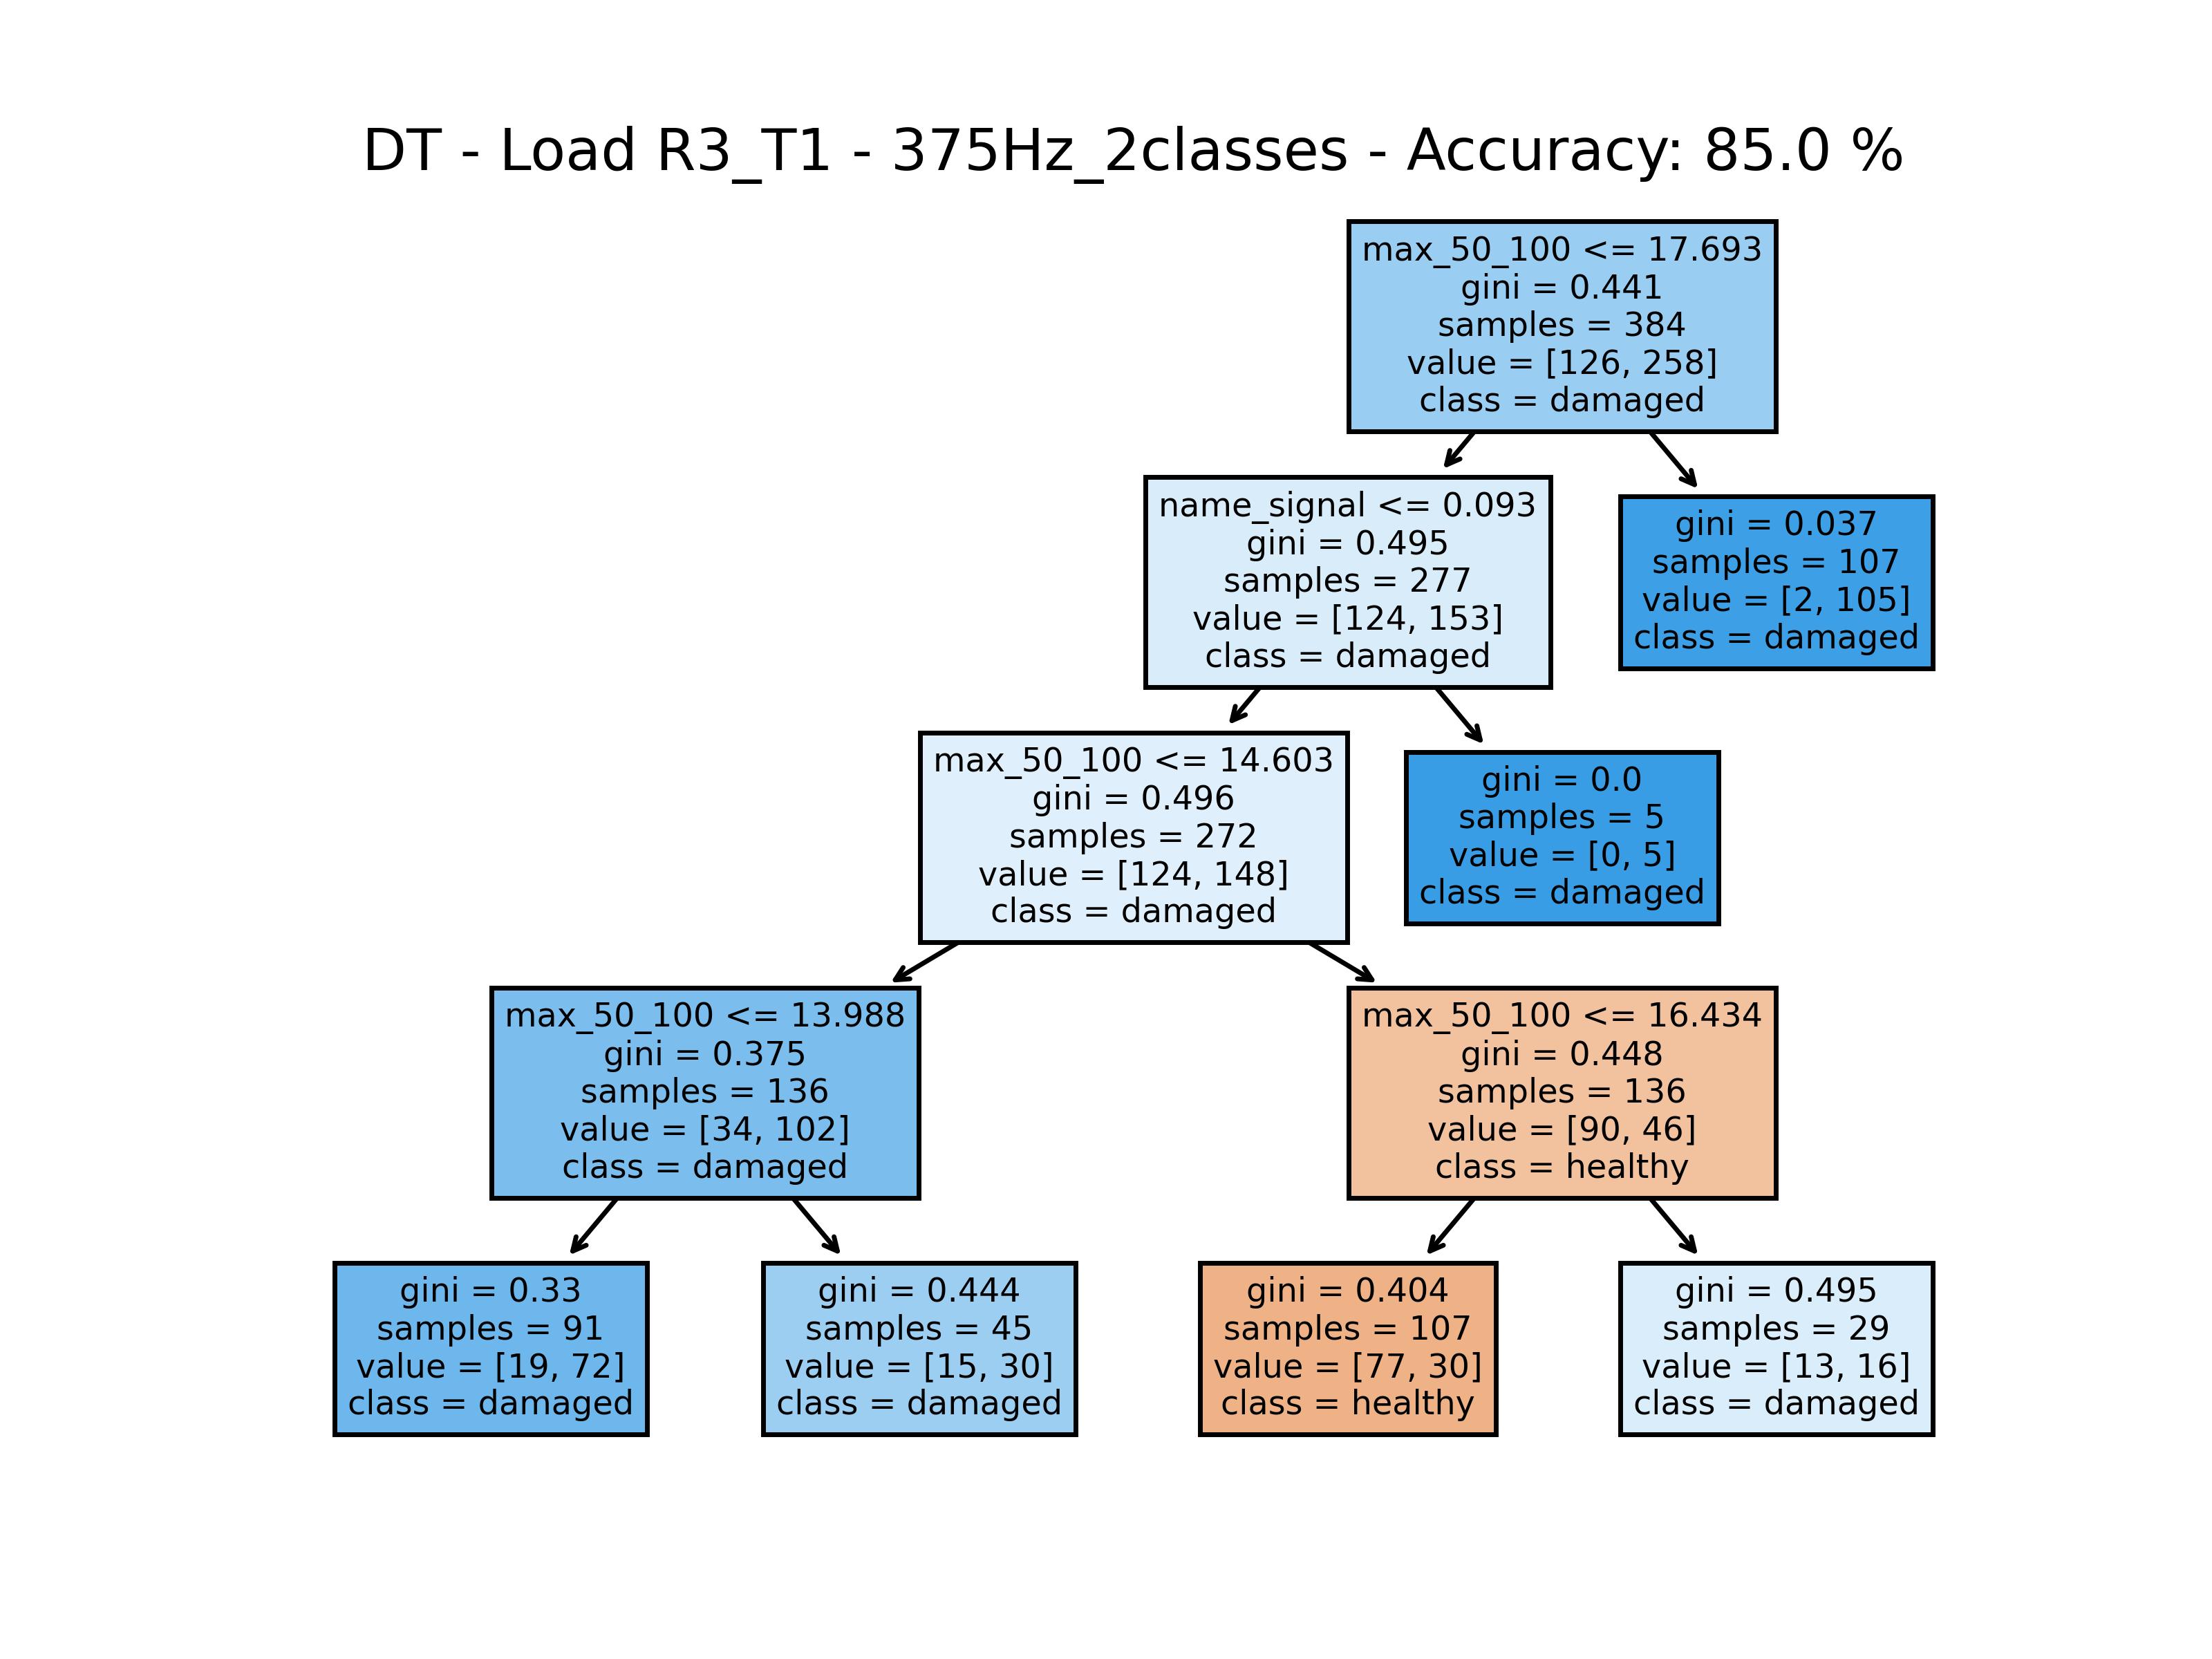 DT - Load R3_T1 - 375Hz_2classes - Accuracy: 85.0 %
max_50_100 <= 17.693
gini = 0.441
samples = 384
value = [126, 258]
class = damaged
name_signal <= 0.093
gini = 0.495
samples = 277
value = [124, 153]
class = damaged
gini = 0.037
samples = 107
value = [2, 105]
class = damaged
max_50_100 <= 14.603
gini = 0.496
samples = 272
value = [124, 148]
class = damaged
gini = 0.0
samples = 5
value = [0, 5]
class = damaged
max_50_100 <= 13.988
gini = 0.375
samples = 136
value = [34, 102]
class = damaged
max_50_100 <= 16.434
gini = 0.448
samples = 136
value = [90, 46]
class = healthy
gini = 0.33
samples = 91
value = [19, 72]
class = damaged
gini = 0.444
samples = 45
value = [15, 30]
class = damaged
gini = 0.404
samples = 107
value = [77, 30]
class = healthy
gini = 0.495
samples = 29
value = [13, 16]
class = damaged